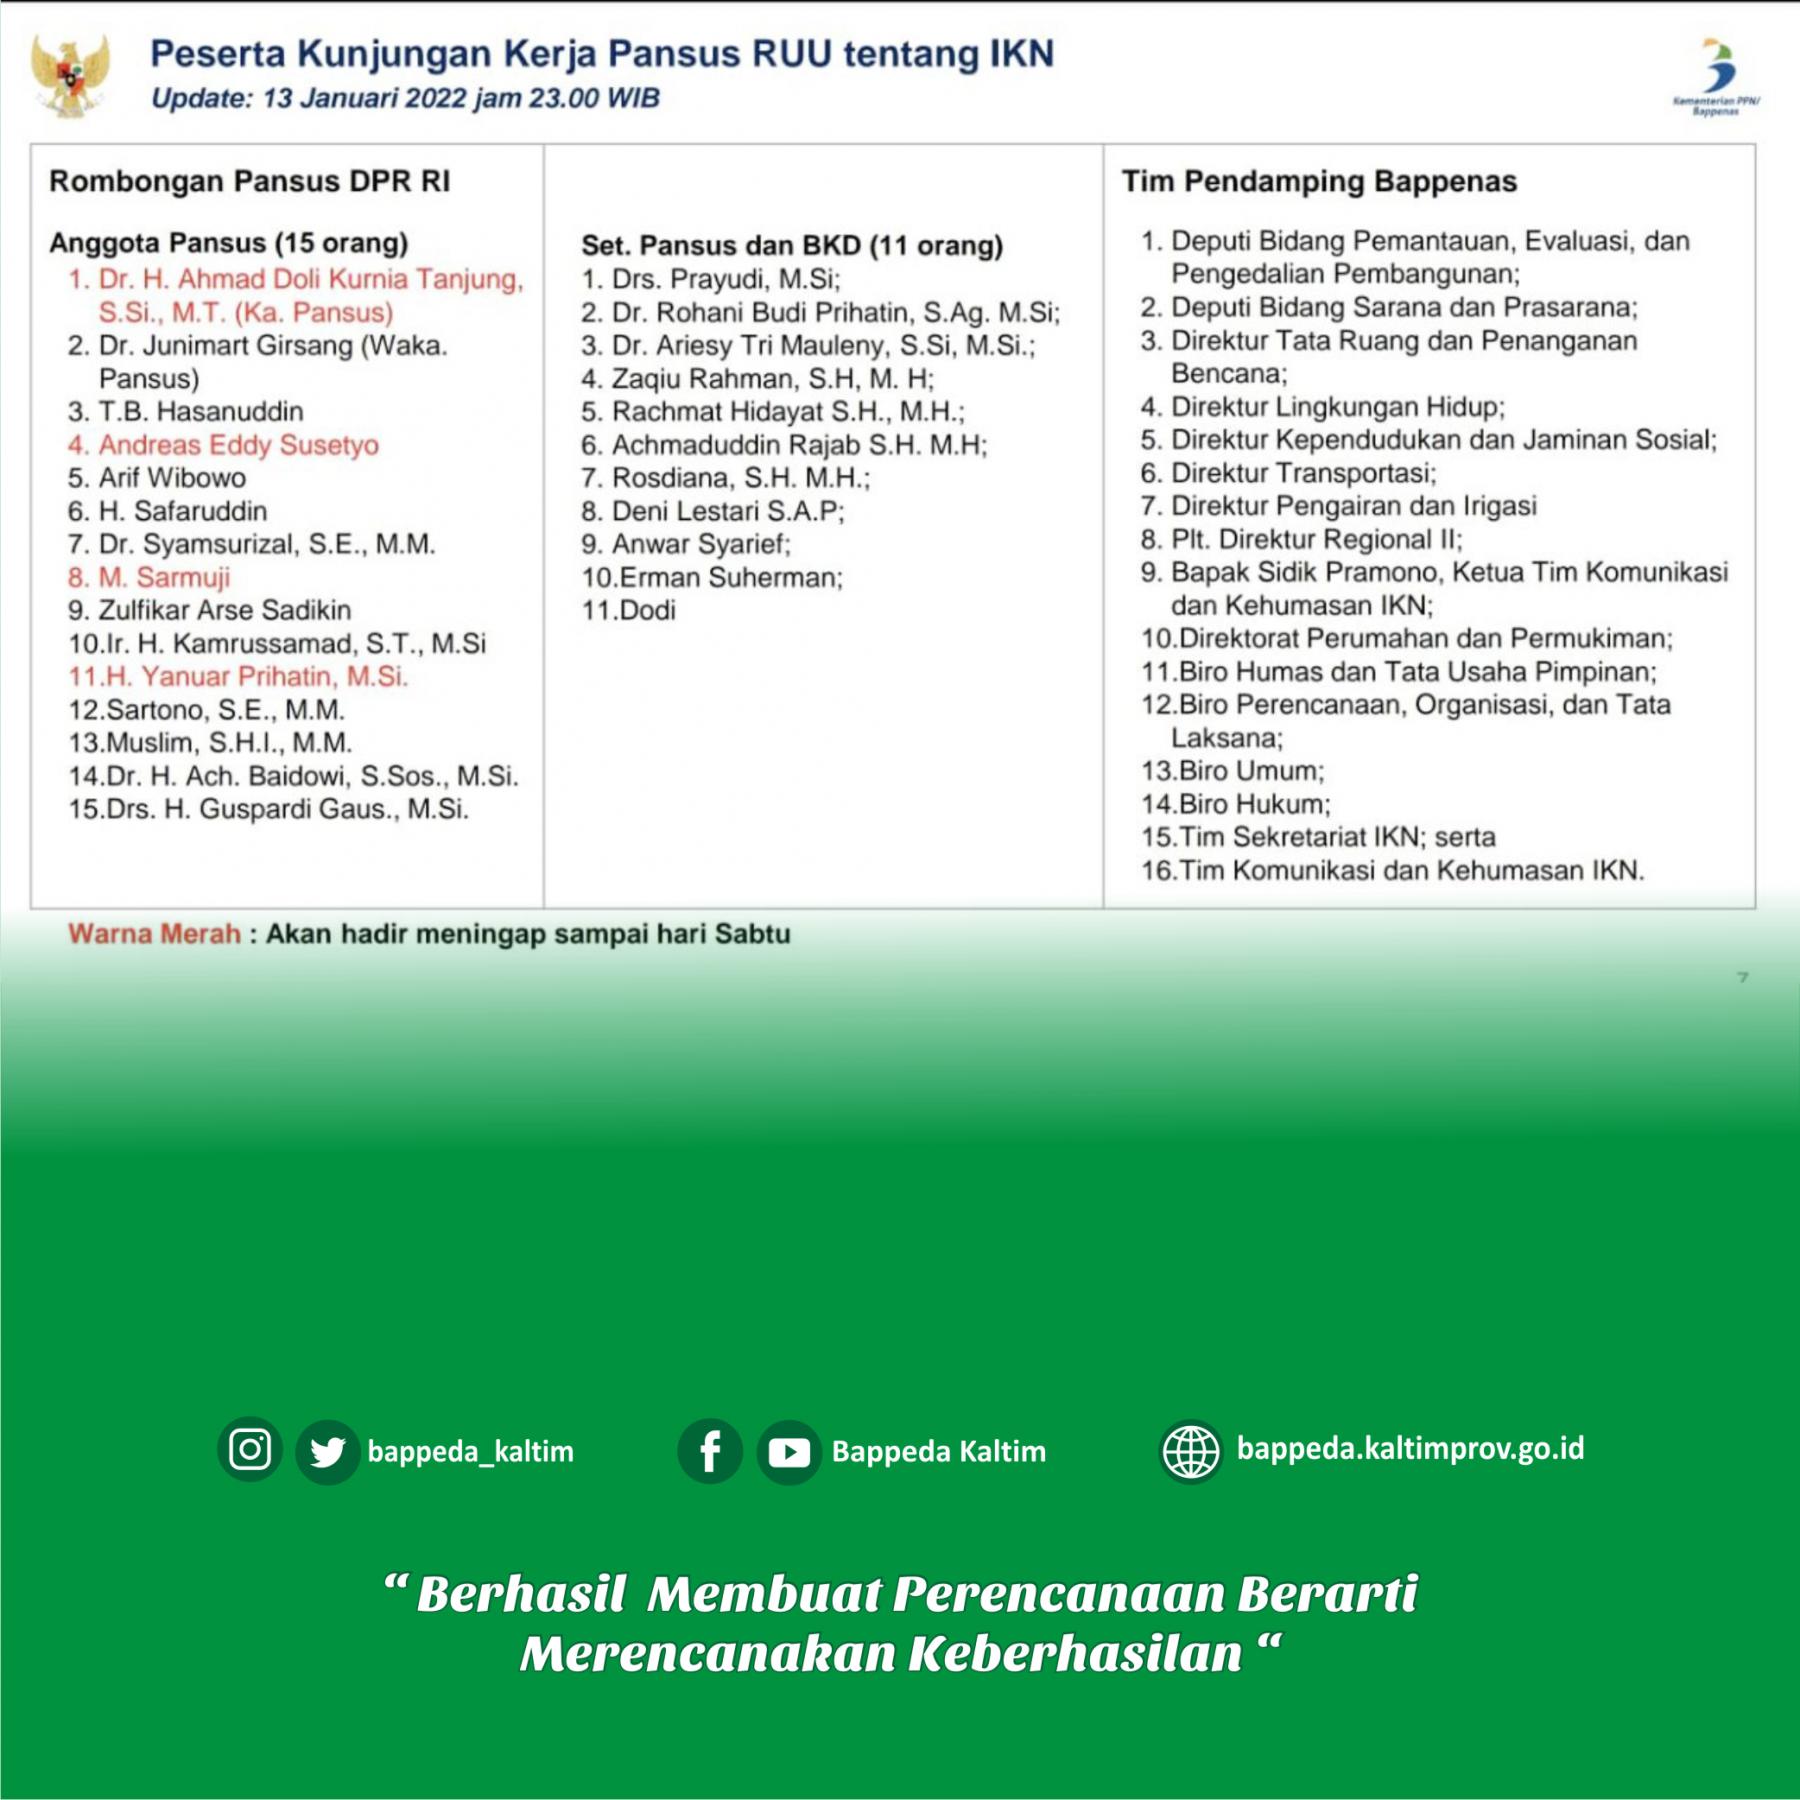 Peserta Kunjungan Kerja Pansus RUU tentang IKN
Update: 13 Januari 2022 jam 23.00 WIB
Kementerian PPN/
Bappenas
Rombongan Pansus DPR RI
Anggota Pansus (15 orang)
1. Dr. H. Ahmad Doli Kurnia Tanjung,
S.Si., M.T. (Ka. Pansus)
2. Dr. Junimart Girsang (Waka.
Pansus)
3. T.B. Hasanuddin
4. Andreas Eddy Susetyo
5. Arif Wibowo
6. H. Safaruddin
7. Dr. Syamsurizal, S.E., M.M.
8. M. Sarmuji
9. Zulfikar Arse Sadikin
10.Ir. H. Kamrussamad, S.T., M.Si
11.H. Yanuar Prihatin, M.Si.
12.Sartono, S.E., M.M.
13.Muslim, S.H.I., M.M.
14.Dr. H. Ach. Baidowi, S.Sos., M.Si.
15.Drs. H. Guspardi Gaus., M.Si.
Set. Pansus dan BKD (11 orang)
1. Drs. Prayudi, M.Si;
2. Dr. Rohani Budi Prihatin, S.Ag. M.Si;
3. Dr. Ariesy Tri Mauleny, S.Si, M.Si.;
4. Zaqiu Rahman, S.H, M. H;
5. Rachmat Hidayat S.H., M.H.;
6. Achmaduddin Rajab S.H. M.H;
7. Rosdiana, S.H. M.H.;
8. Deni Lestari S.A.P;
9. Anwar Syarief;
10.Erman Suherman;
11.Dodi
Tim Pendamping Bappenas
1. Deputi Bidang Pemantauan, Evaluasi, dan
Pengedalian Pembangunan;
2. Deputi Bidang Sarana dan Prasarana;
3. Direktur Tata Ruang dan Penanganan
Bencana;
4. Direktur Lingkungan Hidup;
5. Direktur Kependudukan dan Jaminan Sosial;
6. Direktur Transportasi;
7. Direktur Pengairan dan Irigasi
8. Plt. Direktur Regional II;
9. Bapak Sidik Pramono, Ketua Tim Komunikasi
dan Kehumasan IKN;
10.Direktorat Perumahan dan Permukiman;
11.Biro Humas dan Tata Usaha Pimpinan;
12.Biro Perencanaan, Organisasi, dan Tata
Laksana;
13.Biro Umum;
14.Biro Hukum;
15.Tim Sekretariat IKN; serta
16.Tim Komunikasi dan Kehumasan IKN.
Warna Merah : Akan hadir meningap sampai hari Sabtu
7
bappeda_kaltim
Bappeda Kaltim
bappeda.kaltimprov.go.id
“ Berhasil Membuat Perencanaan Berarti
Merencanakan Keberhasilan “